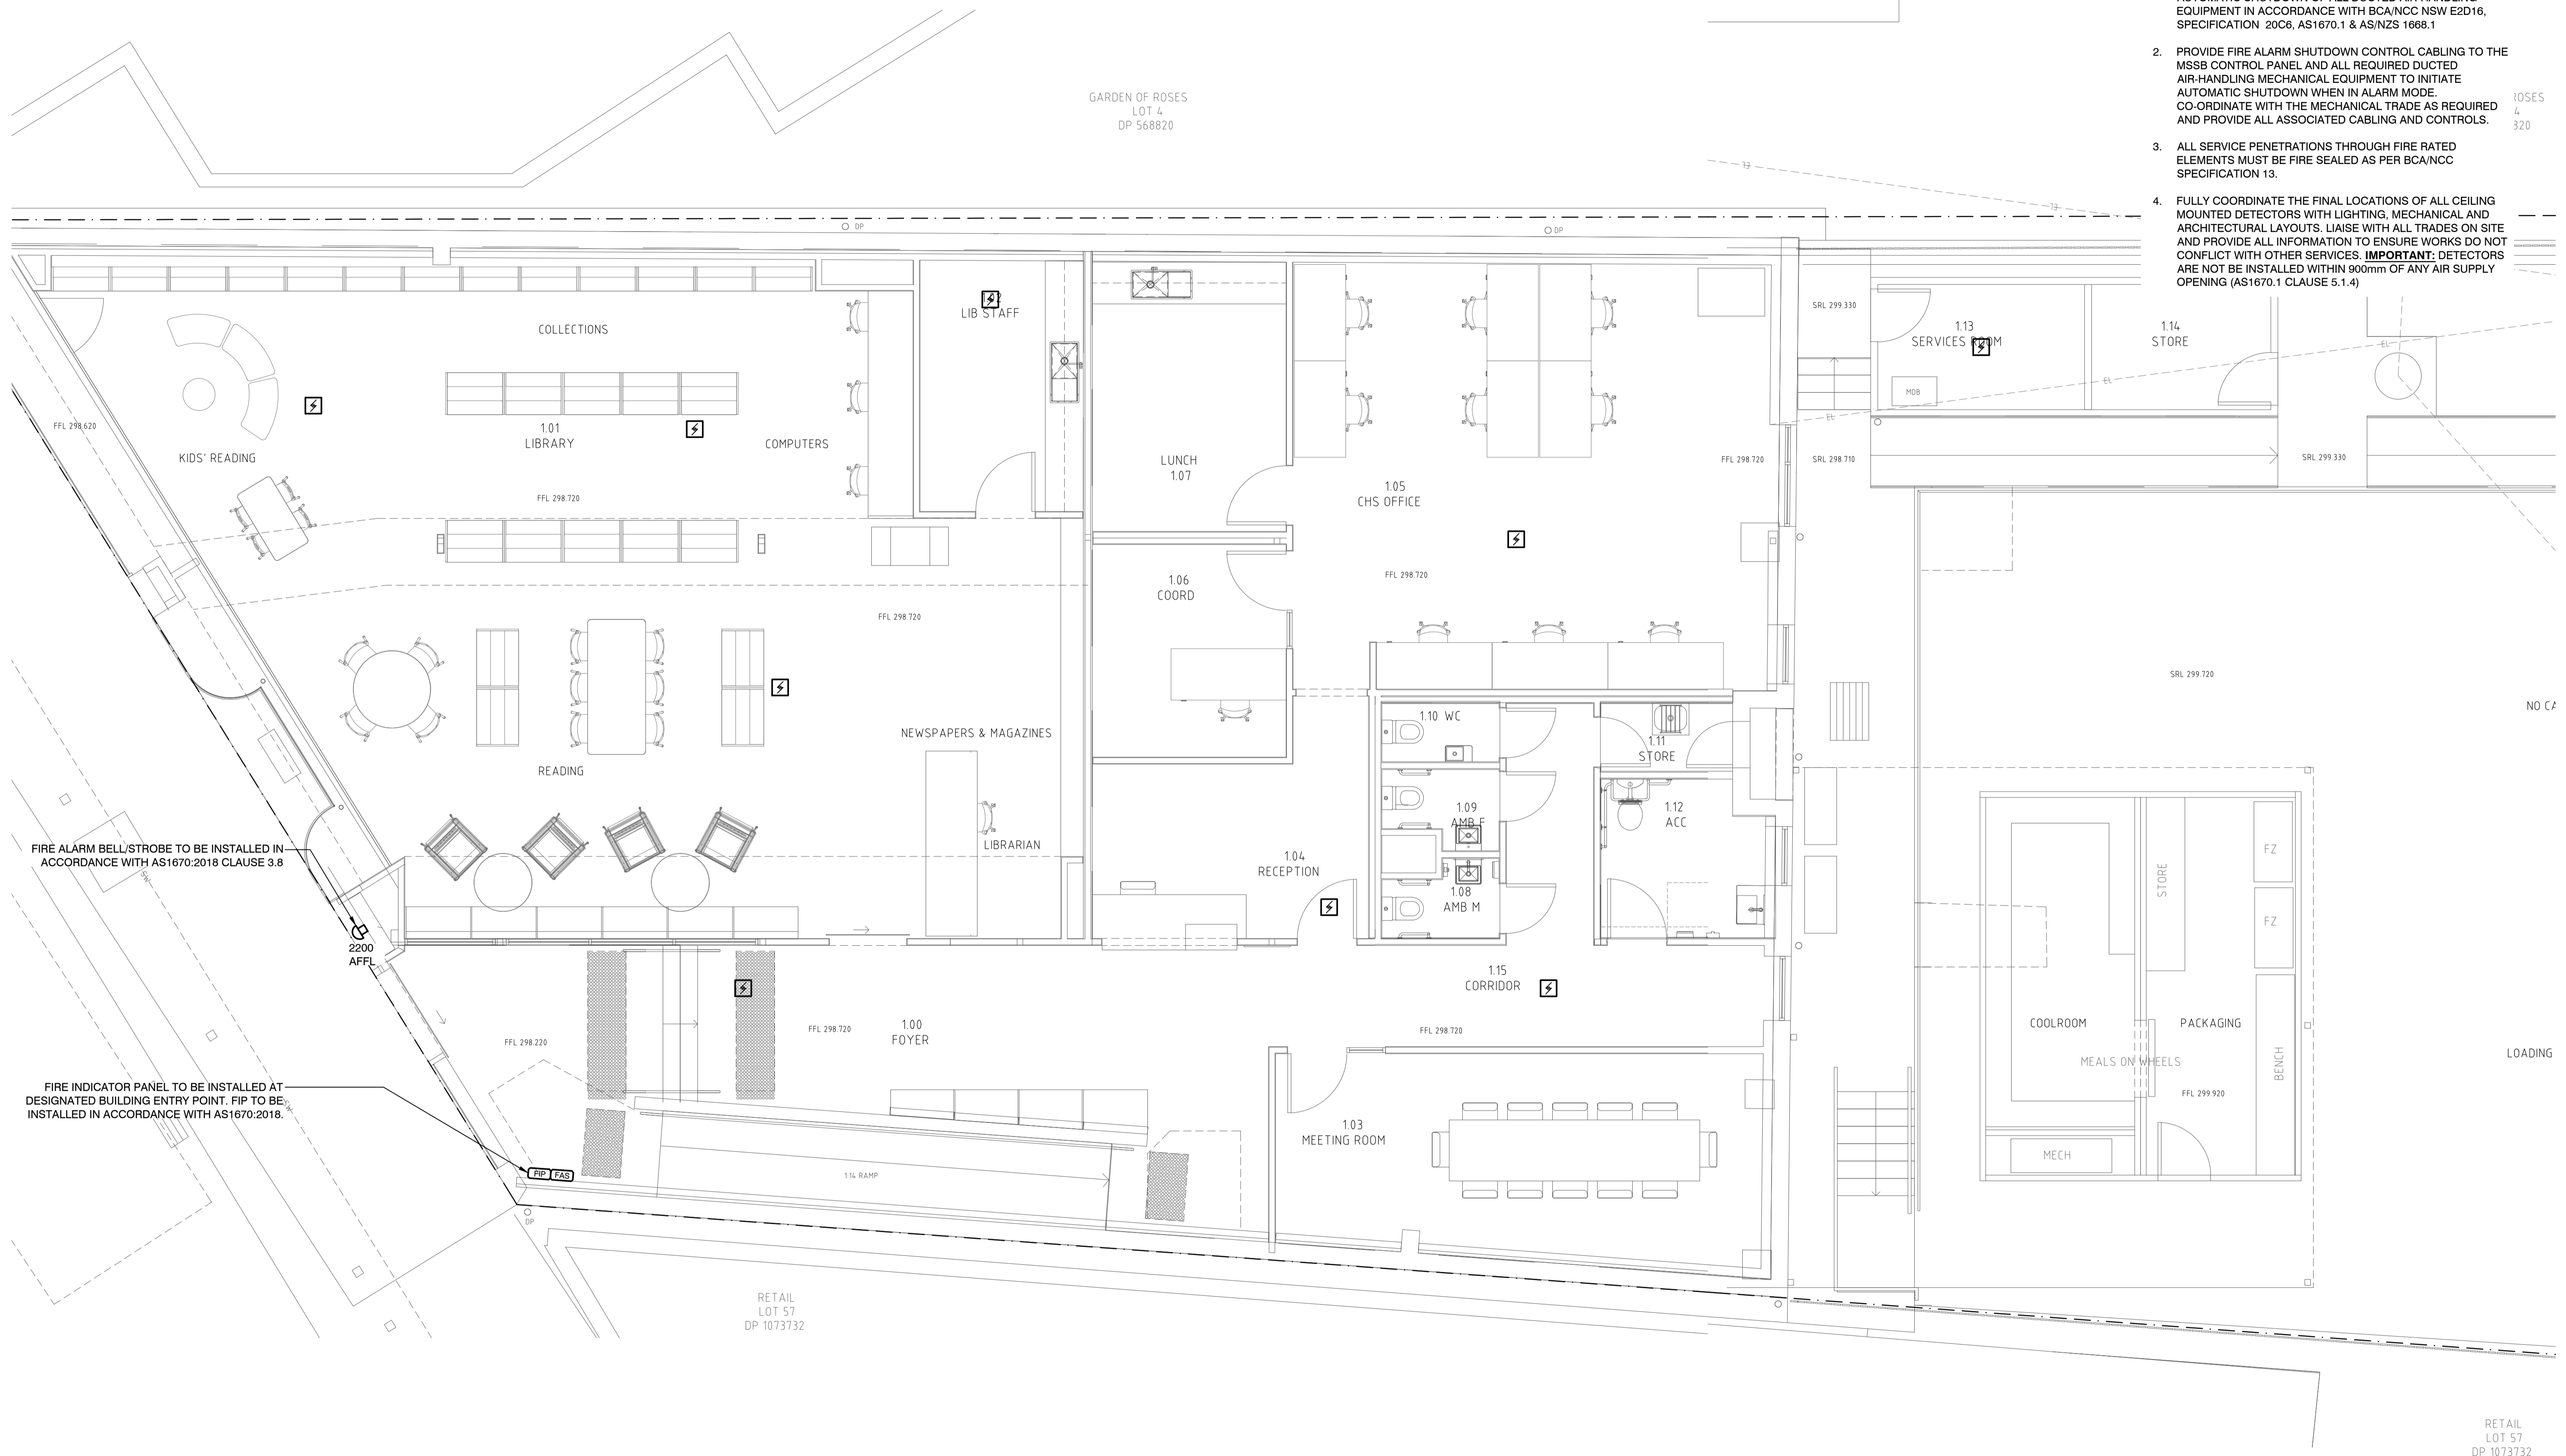 EQUIPMENT IN ACCORDANCE WITH BCA/NCC NSW E2D16,
SPECIFICATION 20C6, AS1670.1 & AS/NZS 1668.1
2. PROVIDE FIRE ALARM SHUTDOWN CONTROL CABLING TO THE
MSSB CONTROL PANEL AND ALL REQUIRED DUCTED
AIR-HANDLING MECHANICAL EQUIPMENT TO INITIATE
AUTOMATIC SHUTDOWN WHEN IN ALARM MODE.
CO-ORDINATE WITH THE MECHANICAL TRADE AS REQUIRED
AND PROVIDE ALL ASSOCIATED CABLING AND CONTROLS.
3. ALL SERVICE PENETRATIONS THROUGH FIRE RATED
ELEMENTS MUST BE FIRE SEALED AS PER BCA/NCC
SPECIFICATION 13.
4. FULLY COORDINATE THE FINAL LOCATIONS OF ALL CEILING
MOUNTED DETECTORS WITH LIGHTING, MECHANICAL AND
ARCHITECTURAL LAYOUTS. LIAISE WITH ALL TRADES ON SITE
AND PROVIDE ALL INFORMATION TO ENSURE WORKS DO NOT
CONFLICT WITH OTHER SERVICES. IMPORTANT: DETECTORS
ARE NOT BE INSTALLED WITHIN 900mm OF ANY AIR SUPPLY
OPENING (AS1670.1 CLAUSE 5.1.4)
GARDEN OF ROSES
LOT 4
DP 568820
ROSES
4
820
73
73
DP
DP
COLLECTIONS
LIB STAFF
SRL 299.330
1.13
SERVICES ROOM
1.14
STORE
EL
EL
EL
MDB
FFL 298.620
1.01
LIBRARY
COMPUTERS
KIDS' READING
LUNCH
1.07
FFL 298.720
SRL 298.710
SRL 299.330
FFL 298.720
1.05
CHS OFFICE
FFL 298.720
1.06
COORD
FFL 298.720
SRL 299.720
NO CA
1.10 WC
NEWSPAPERS & MAGAZINES
1.11
STORE
READING
1.09
AMB F
1.12
ACC
FIRE ALARM BELL/STROBE TO BE INSTALLED IN
ACCORDANCE WITH AS1670:2018 CLAUSE 3.8
SW
LIBRARIAN
1.04
RECEPTION
1.08
AMB M
STORE
FZ
FZ
2200
AFFL
1.15
CORRIDOR
1.00
FOYER
FFL 298.720
FFL 298.720
FFL 298.220
COOLROOM
PACKAGING
MEALS ON WHEELS
BENCH
LOADING
FFL 299.920
FIRE INDICATOR PANEL TO BE INSTALLED AT
DESIGNATED BUILDING ENTRY POINT. FIP TO BE
INSTALLED IN ACCORDANCE WITH AS1670:2018.
SW
1.03
MEETING ROOM
MECH
FIP FAS
1:14 RAMP
DP
RETAIL
LOT 57
DP 1073732
RETAIL
LOT 57
DP 1073732